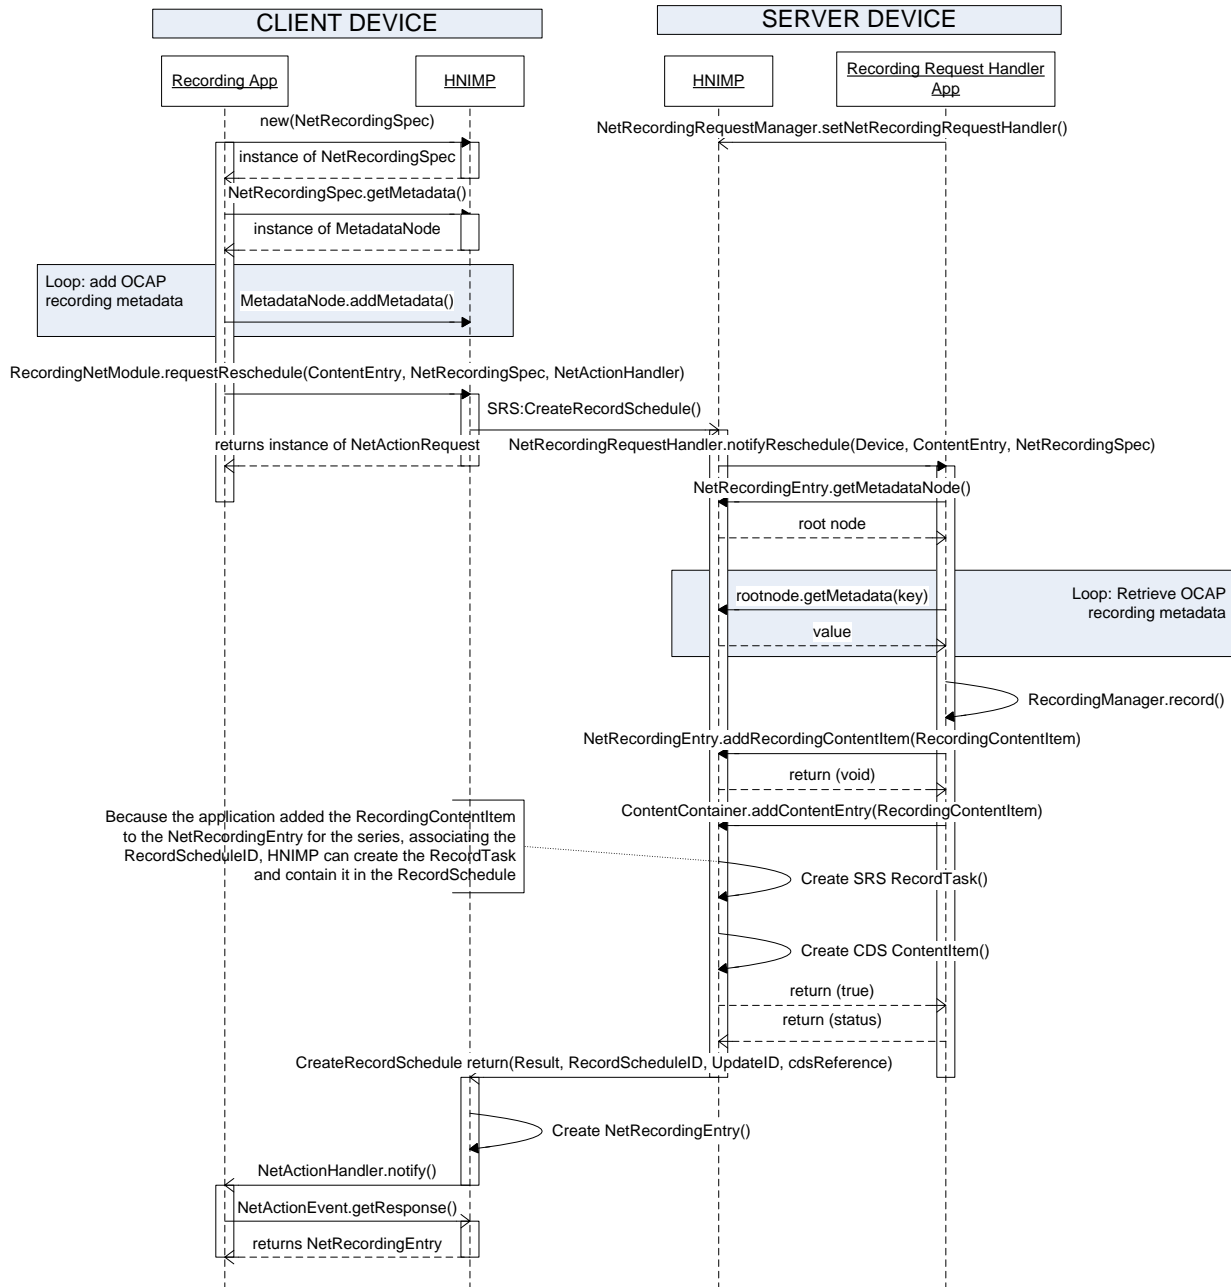 CLIENT DEVICE
SERVER DEVICE
Recording App
HNIMP
HNIMP
Recording Request Handler
App
new(NetRecordingSpec)
NetRecordingRequestManager.setNetRecordingRequestHandler()
instance of NetRecordingSpec
NetRecordingSpec.getMetadata()
instance of MetadataNode
Loop: add OCAP
recording metadata
MetadataNode.addMetadata()
RecordingNetModule.requestReschedule(ContentEntry, NetRecordingSpec, NetActionHandler)
SRS:CreateRecordSchedule()
returns instance of NetActionRequest
NetRecordingRequestHandler.notifyReschedule(Device, ContentEntry, NetRecordingSpec)
NetRecordingEntry.getMetadataNode()
root node
rootnode.getMetadata(key)
Loop: Retrieve OCAP
recording metadata
value
RecordingManager.record()
NetRecordingEntry.addRecordingContentItem(RecordingContentItem)
return (void)
ContentContainer.addContentEntry(RecordingContentItem)
Because the application added the RecordingContentItem
to the NetRecordingEntry for the series, associating the
RecordScheduleID, HNIMP can create the RecordTask
and contain it in the RecordSchedule
Create SRS RecordTask()
Create CDS ContentItem()
return (true)
return (status)
CreateRecordSchedule return(Result, RecordScheduleID, UpdateID, cdsReference)
Create NetRecordingEntry()
NetActionHandler.notify()
NetActionEvent.getResponse()
returns NetRecordingEntry